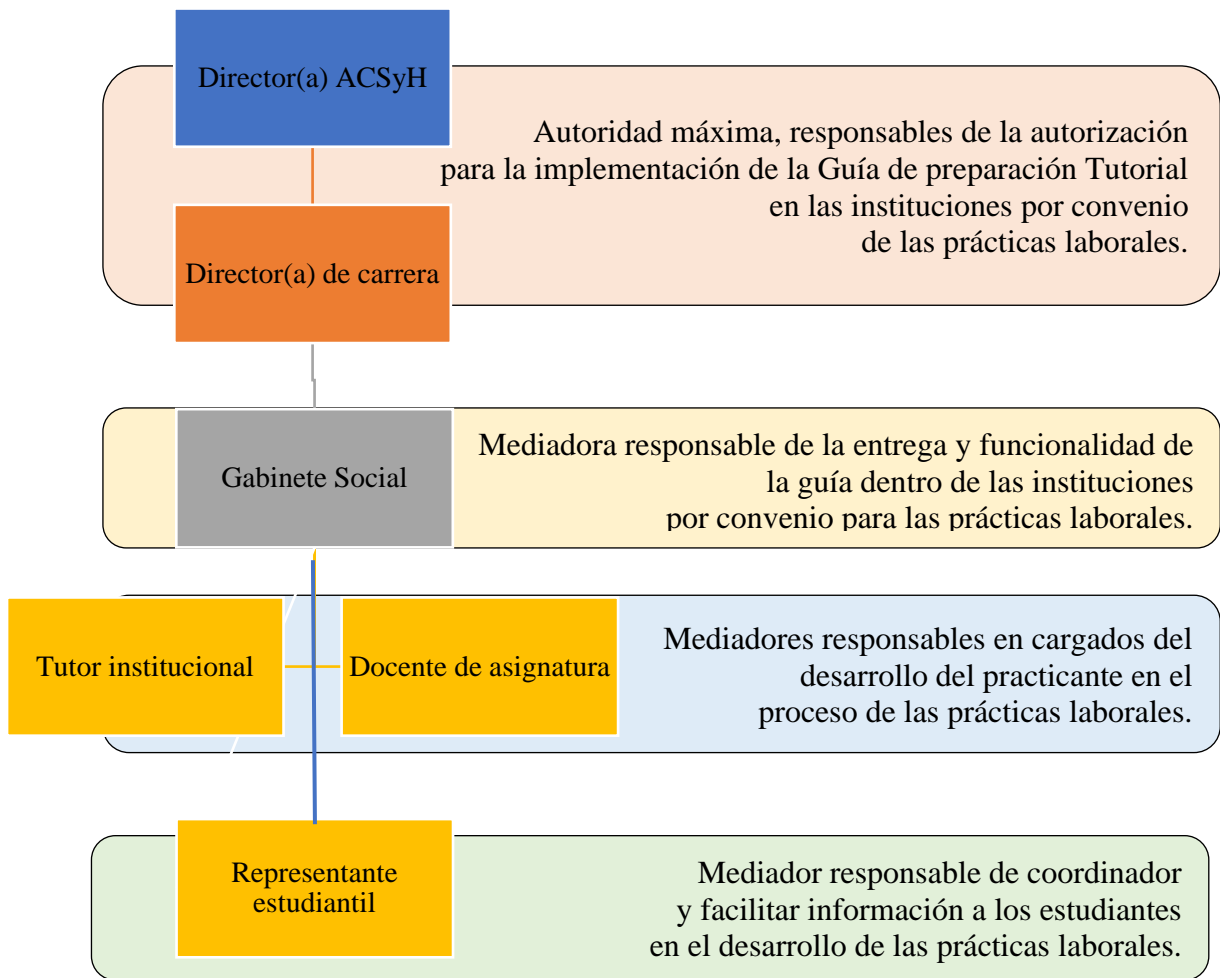 Director(a) ACSyH
Autoridad máxima, responsables de la autorización
para la implementación de la Guía de preparación Tutorial
en las instituciones por convenio
de las prácticas laborales.
Director(a) de carrera
Gabinete Social
Mediadora responsable de la entrega y funcionalidad de
la guía dentro de las instituciones
por convenio para las prácticas laborales.
Tutor institucional
Docente de asignatura
Mediadores responsables en cargados del
desarrollo del practicante en el
proceso de las prácticas laborales.
Representante
estudiantil
Mediador responsable de coordinador
y facilitar información a los estudiantes
en el desarrollo de las prácticas laborales.